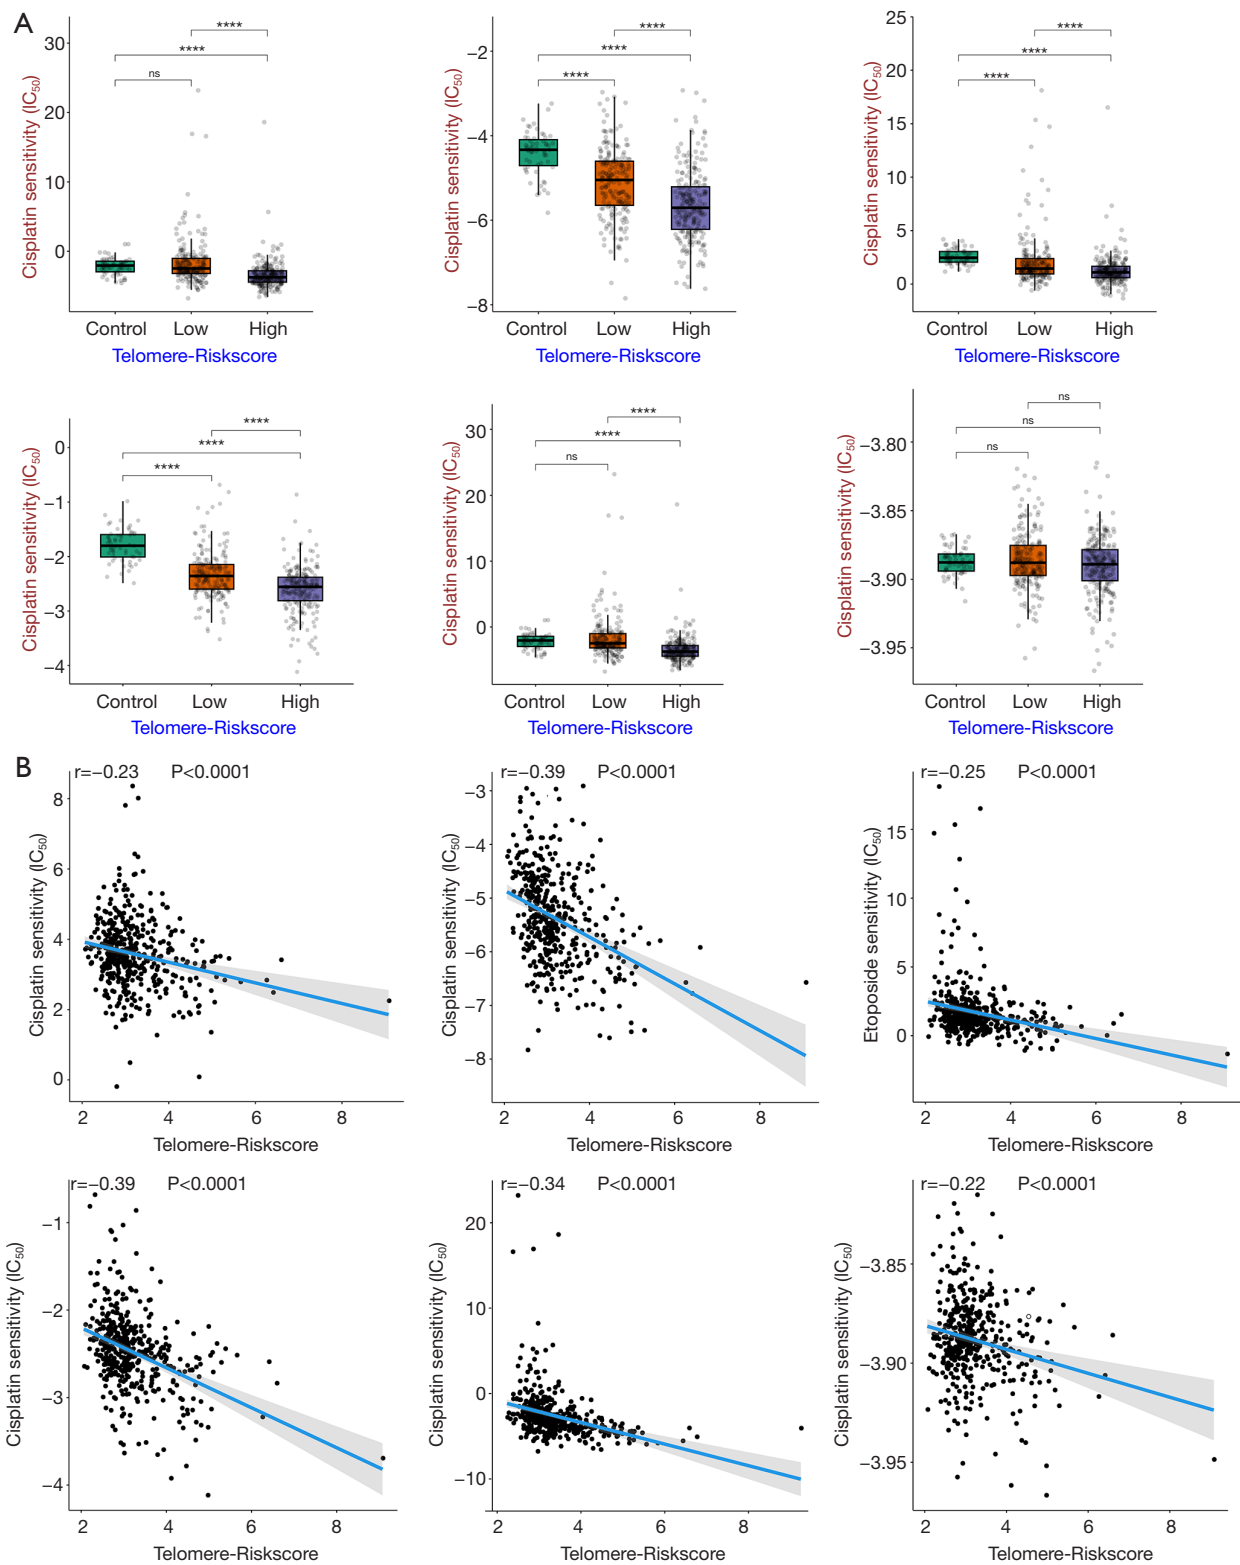 A
Cisplatin sensitivity (IC50)
30
20
10
0
ns
****
****
Control Low High
Telomere-Riskscore
Cisplatin sensitivity (IC50)
−2
−4
−6
−8
****
****
****
Control Low High
Telomere-Riskscore
Cisplatin sensitivity (IC50)
25
20
15
10
5
0
****
****
****
Control Low High
Telomere-Riskscore
Cisplatin sensitivity (IC50)
0
−1
−2
−3
−4
****
****
****
Control Low High
Telomere-Riskscore
Cisplatin sensitivity (IC50)
30
20
10
0
****
****
ns
Control Low High
Telomere-Riskscore
Cisplatin sensitivity (IC50)
−3.80
−3.85
−3.90
−3.95
ns
ns
ns
Control Low High
Telomere-Riskscore
B
r=−0.23 P<0.0001
Cisplatin sensitivity (IC50)
8
6
4
2
0
2 4 6 8
Telomere-Riskscore
r=−0.39 P<0.0001
Cisplatin sensitivity (IC50)
−3
−4
−5
−6
−7
−8
2 4 6 8
Telomere-Riskscore
r=−0.25 P<0.0001
Etoposide sensitivity (IC50)
15
10
5
0
2 4 6 8
Telomere-Riskscore
r=−0.39 P<0.0001
Cisplatin sensitivity (IC50)
−1
−2
−3
−4
2 4 6 8
Telomere-Riskscore
r=−0.34 P<0.0001
Cisplatin sensitivity (IC50)
20
10
0
−10
2 4 6 8
Telomere-Riskscore
r=−0.22 P<0.0001
Cisplatin sensitivity (IC50)
−3.85
−3.90
−3.95
2 4 6 8
Telomere-Riskscore